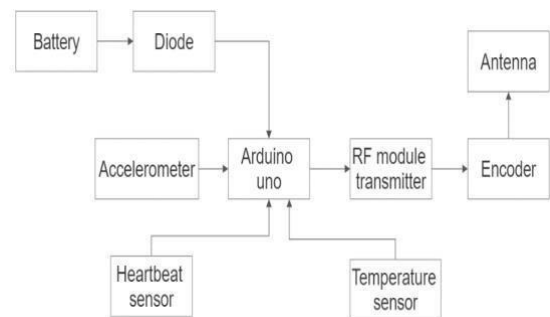 Battery
Diode
Antenna
Accelerometer
Arduino
uno
RF module
transmitter
Encoder
Heartbeat
sensor
Temperature
sensor